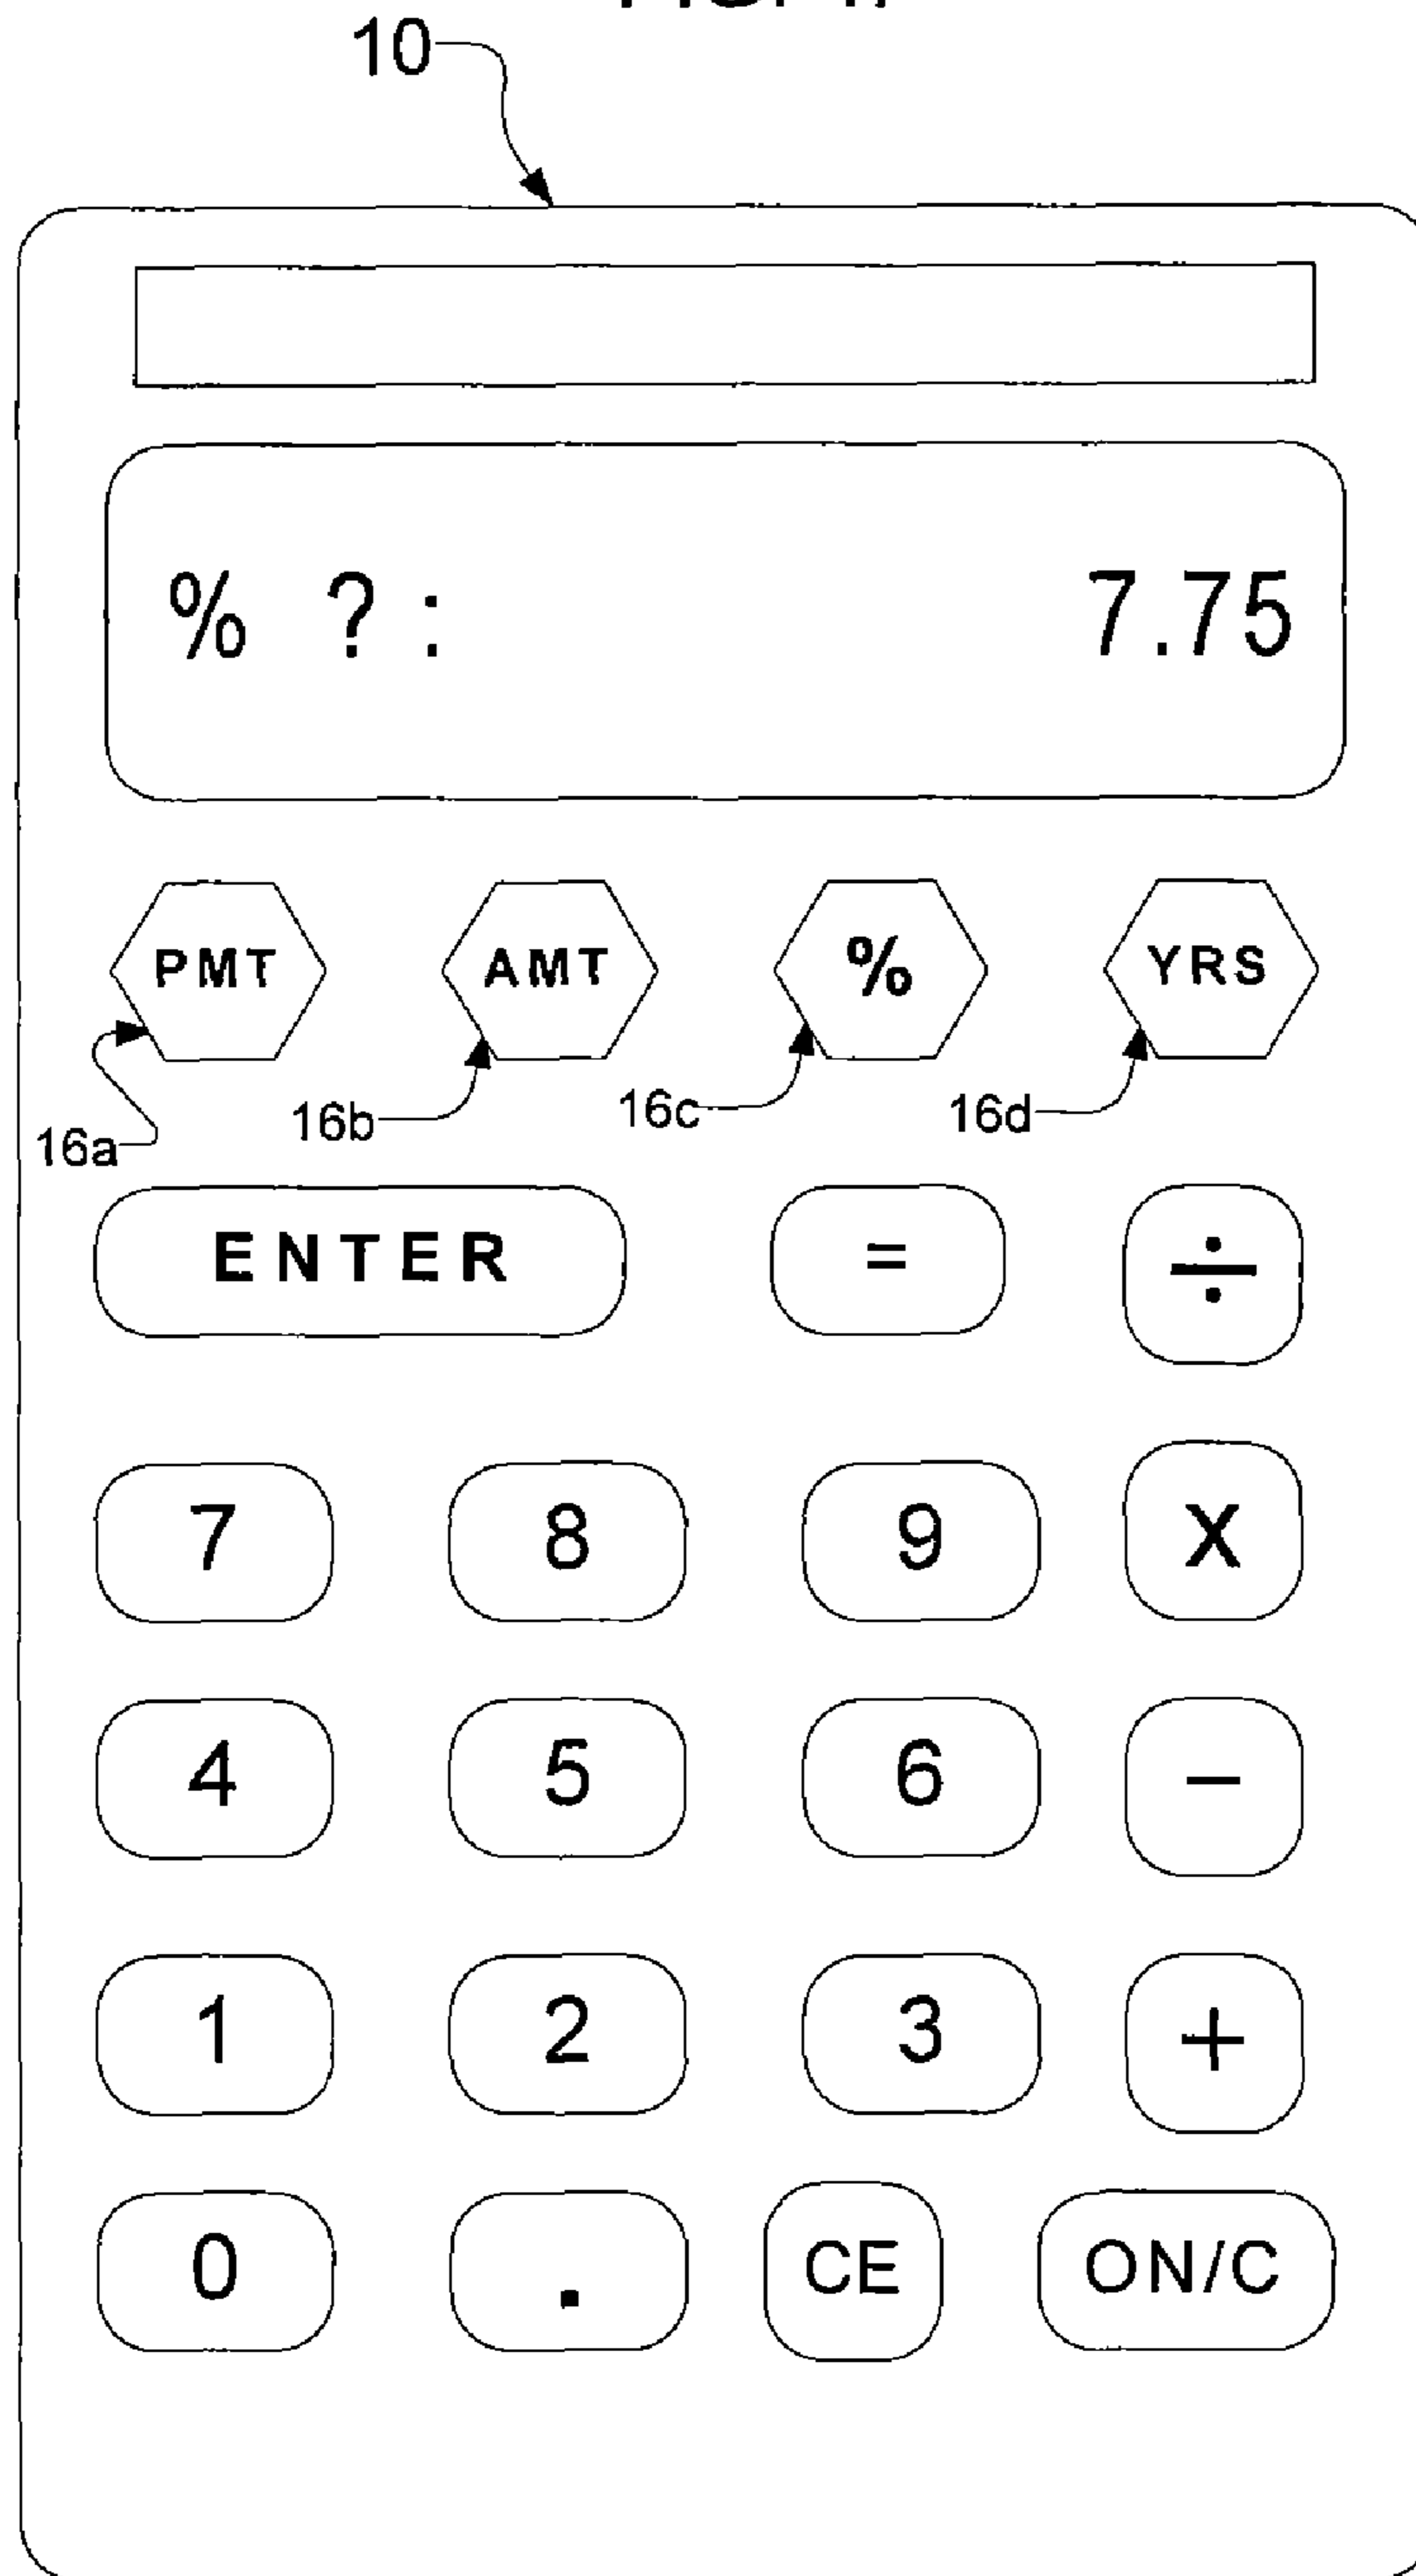 10
% ? : 7.75
PMT AMT % YRS
16a 16b 16c 16d
ENTER = ÷
7 8 9 X
4 5 6 −
1 2 3 +
0 . CE ON/C